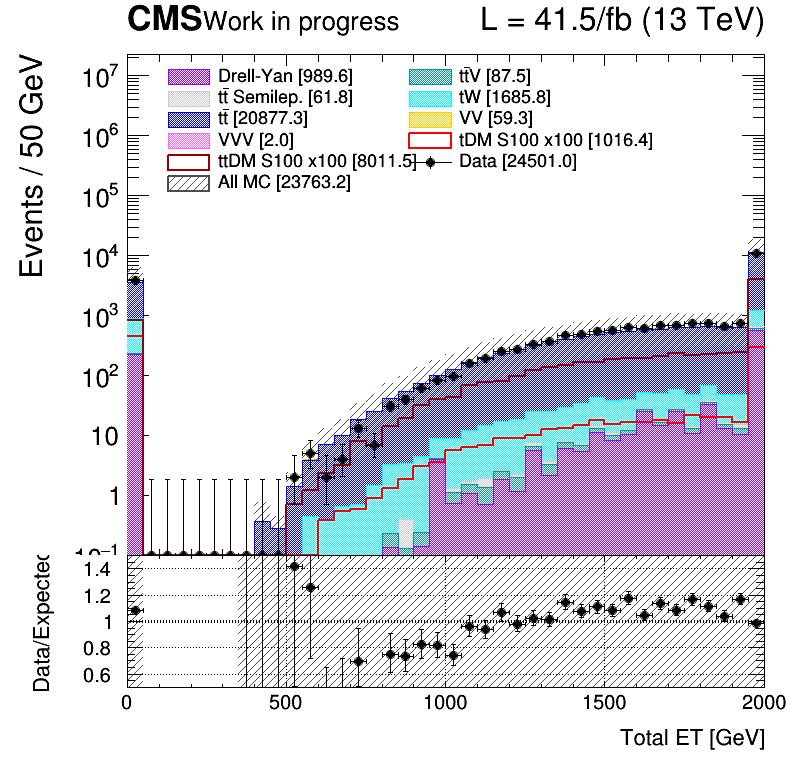 CMS Work in progress L = 41.5/fb (13 TeV)
Events / 50 GeV
Drell-Yan [989.6] tt̄V [87.5]
tt̄ Semilep. [61.8] tW [1685.8]
tt̄ [20877.3] VV [59.3]
VVV [2.0] tDM S100 x100 [1016.4]
ttDM S100 x100 [8011.5] Data [24501.0]
All MC [23763.2]
10⁷
10⁶
10⁵
10⁴
10³
10²
10
1
10⁻¹
Data/Expected
1.4
1.2
1
0.8
0.6
0 500 1000 1500 2000
Total ET [GeV]